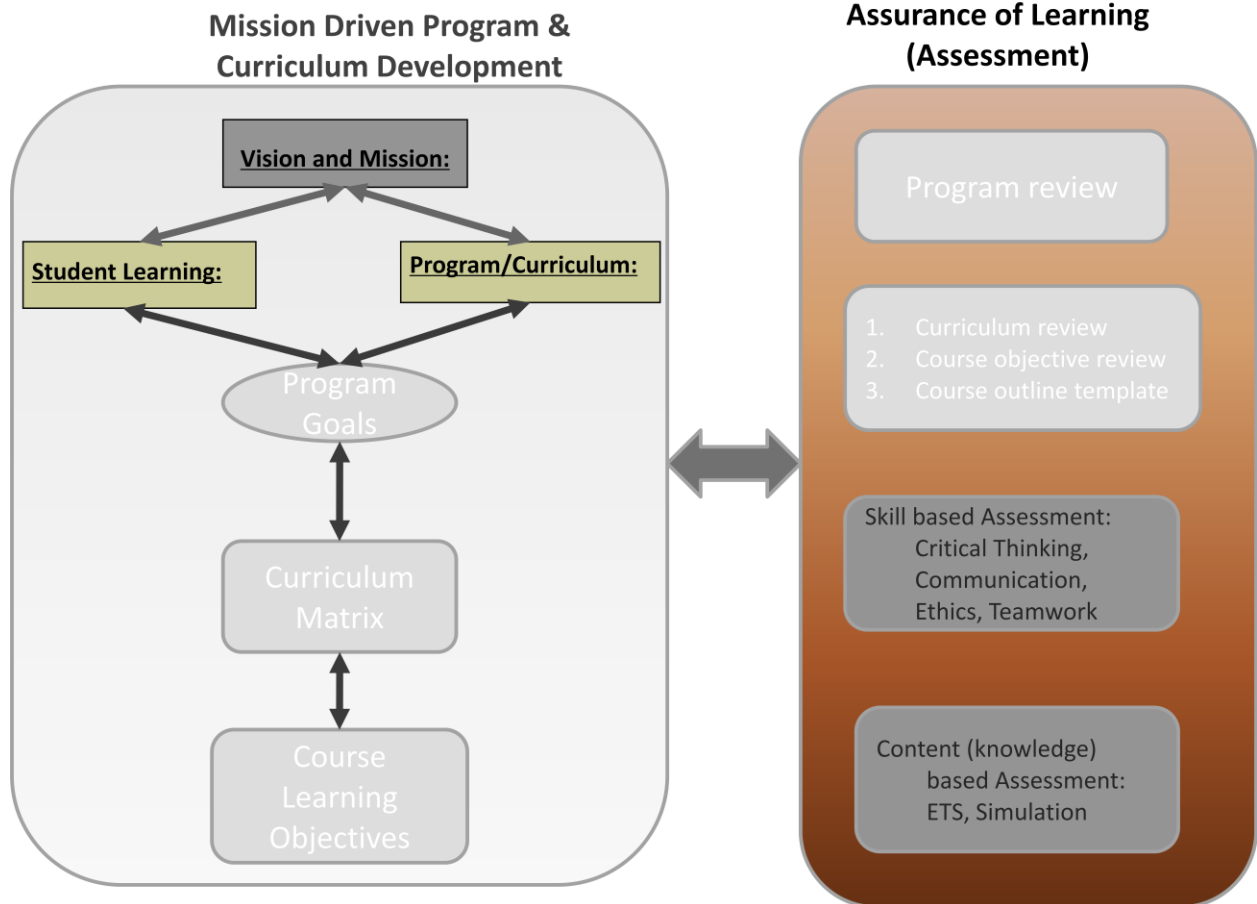 Mission Driven Program &
Curriculum Development
Vision and Mission:
Student Learning:
Program/Curriculum:
Program
Goals
Curriculum
Matrix
Course
Learning
Objectives
Assurance of Learning
(Assessment)
Program review
1. Curriculum review
2. Course objective review
3. Course outline template
Skill based Assessment:
Critical Thinking,
Communication,
Ethics, Teamwork
Content (knowledge)
based Assessment:
ETS, Simulation